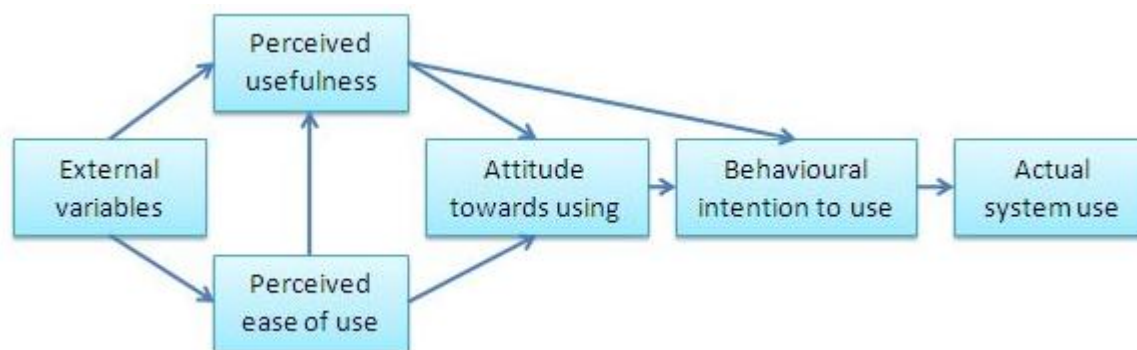 Perceived
usefulness
External
variables
Attitude
towards using
Behavioural
intention to use
Actual
system use
Perceived
ease of use